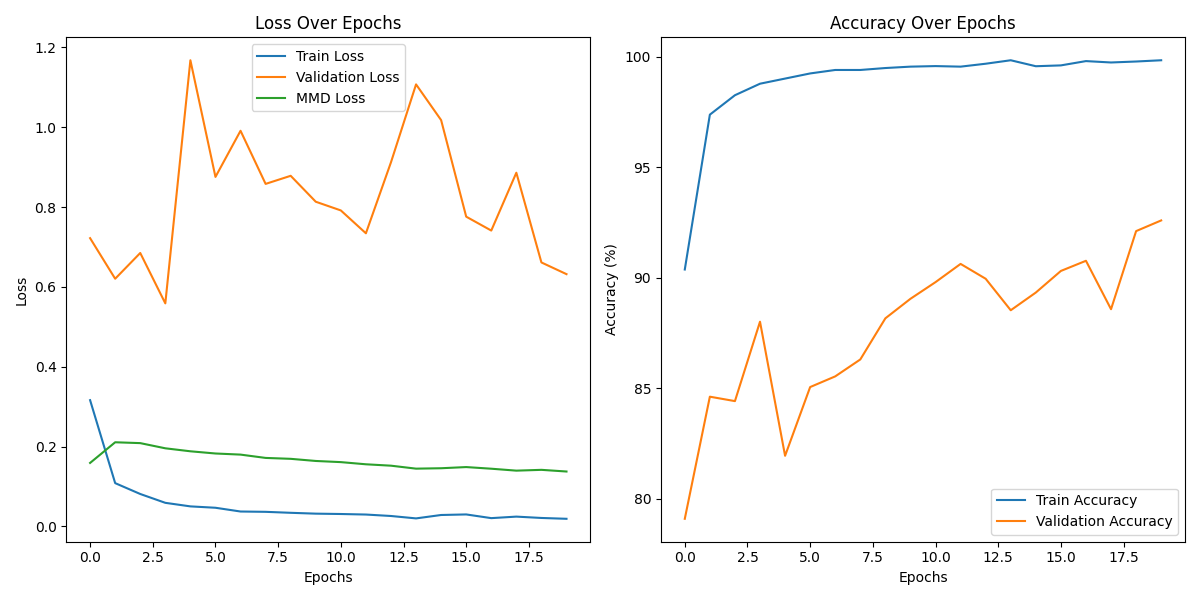 Loss Over Epochs
Train Loss
Validation Loss
MMD Loss
1.2
1.0
0.8
0.6
0.4
0.2
0.0
Loss
0.0 2.5 5.0 7.5 10.0 12.5 15.0 17.5
Epochs
Accuracy Over Epochs
100
95
90
85
80
Accuracy (%)
Train Accuracy
Validation Accuracy
0.0 2.5 5.0 7.5 10.0 12.5 15.0 17.5
Epochs